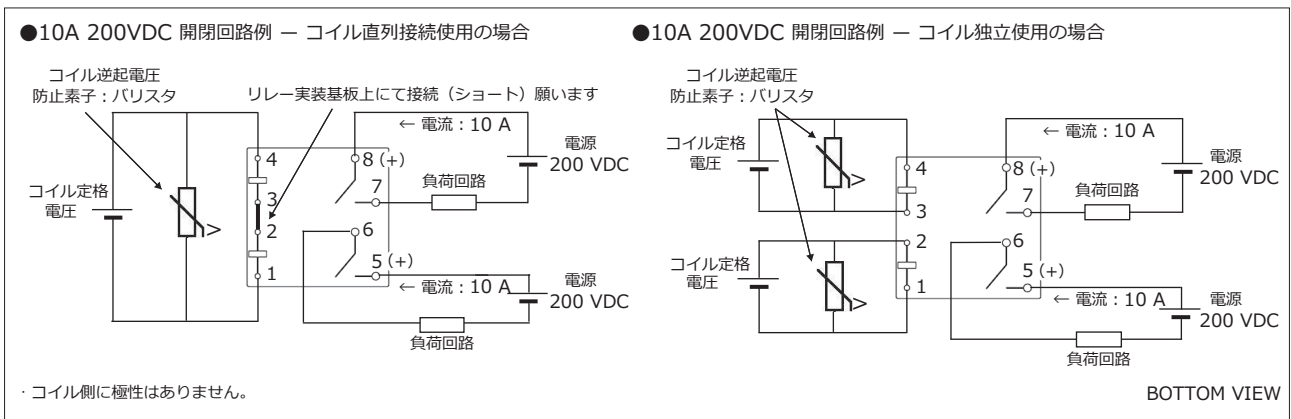 ●10A 200VDC 開閉回路例 － コイル直列接続使用の場合
コイル逆起電圧
防止素子：バリスタ
リレー実装基板上にて接続（ショート）願います
← 電流：10 A
電源
200 VDC
4
8 (+)
7
負荷回路
コイル定格
電圧
3
V
2
6
5 (+)
1
← 電流：10 A
電源
200 VDC
負荷回路
・コイル側に極性はありません。
●10A 200VDC 開閉回路例 － コイル独立使用の場合
コイル逆起電圧
防止素子：バリスタ
← 電流：10 A
電源
200 VDC
コイル定格
電圧
V
4
8 (+)
負荷回路
7
3
2
6
コイル定格
電圧
V
5 (+)
1
← 電流：10 A
電源
200 VDC
負荷回路
BOTTOM VIEW